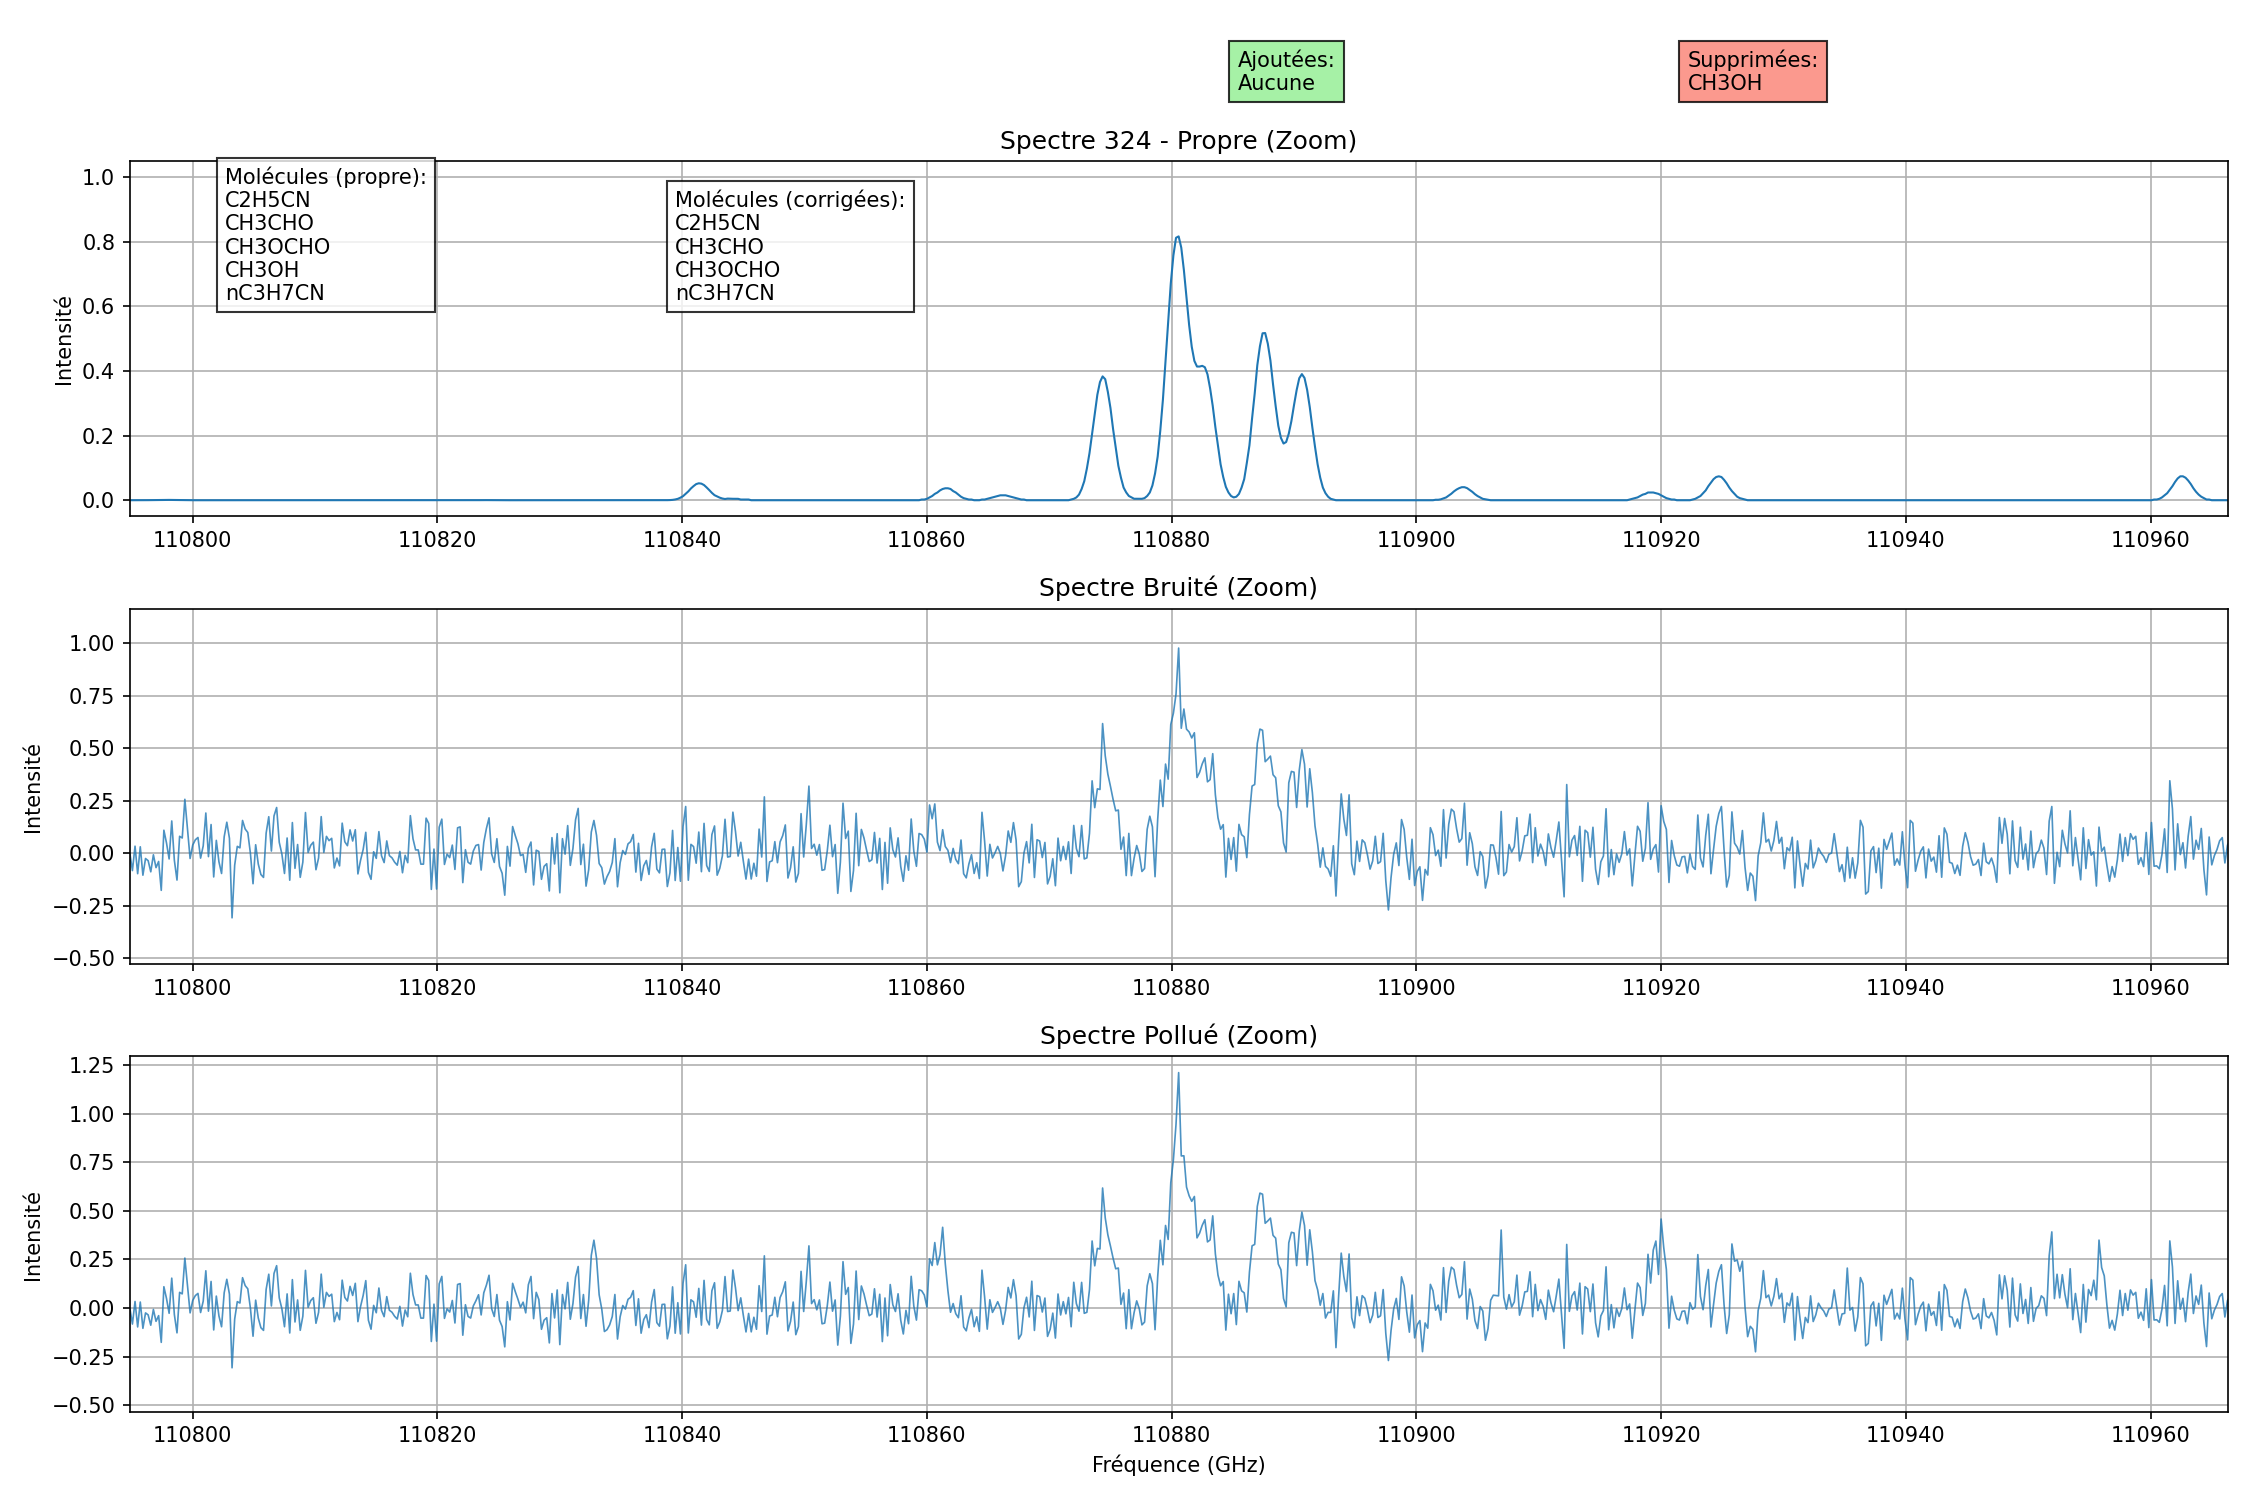 Ajoutées:
Aucune
Supprimées:
CH3OH
Spectre 324 - Propre (Zoom)
Molécules (propre):
C2H5CN
CH3CHO
CH3OCHO
CH3OH
nC3H7CN
Molécules (corrigées):
C2H5CN
CH3CHO
CH3OCHO
nC3H7CN
Intensité
1.0
0.8
0.6
0.4
0.2
0.0
110800 110820 110840 110860 110880 110900 110920 110940 110960
Spectre Bruité (Zoom)
Intensité
1.00
0.75
0.50
0.25
0.00
−0.25
−0.50
110800 110820 110840 110860 110880 110900 110920 110940 110960
Spectre Pollué (Zoom)
Intensité
1.25
1.00
0.75
0.50
0.25
0.00
−0.25
−0.50
110800 110820 110840 110860 110880 110900 110920 110940 110960
Fréquence (GHz)